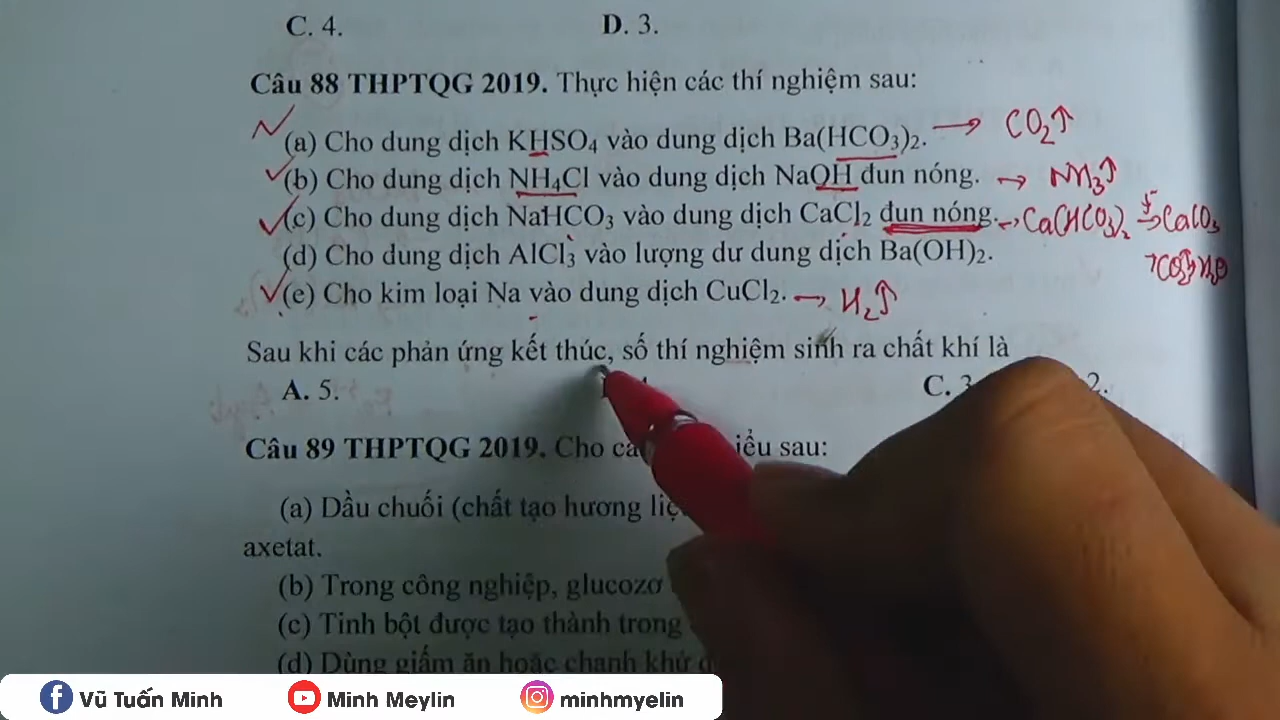 C. 4. D. 3.
Câu 88 THPTQG 2019. Thực hiện các thí nghiệm sau:
(a) Cho dung dịch KHSO₄ vào dung dịch Ba(HCO₃)₂. → CO₂↑
(b) Cho dung dịch NH₄Cl vào dung dịch NaOH đun nóng. → NH₃↑
(c) Cho dung dịch NaHCO₃ vào dung dịch CaCl₂ đun nóng. → Ca(HCO₃)₂ → CaCO₃
(d) Cho dung dịch AlCl₃ vào lượng dư dung dịch Ba(OH)₂.
(e) Cho kim loại Na vào dung dịch CuCl₂. → H₂↑
Sau khi các phản ứng kết thúc, số thí nghiệm sinh ra chất khí là
A. 5. C. 2.
Câu 89 THPTQG 2019. Cho sau:
(a) Dầu chuối (chất tạo hương
axetat.
(b) Trong công nghiệp, glucozơ
(c) Tinh bột được tạo thành trong
(d) Dùng giấm ăn hoặc chanh khử
Vũ Tuấn Minh Minh Meylin minhmyelin